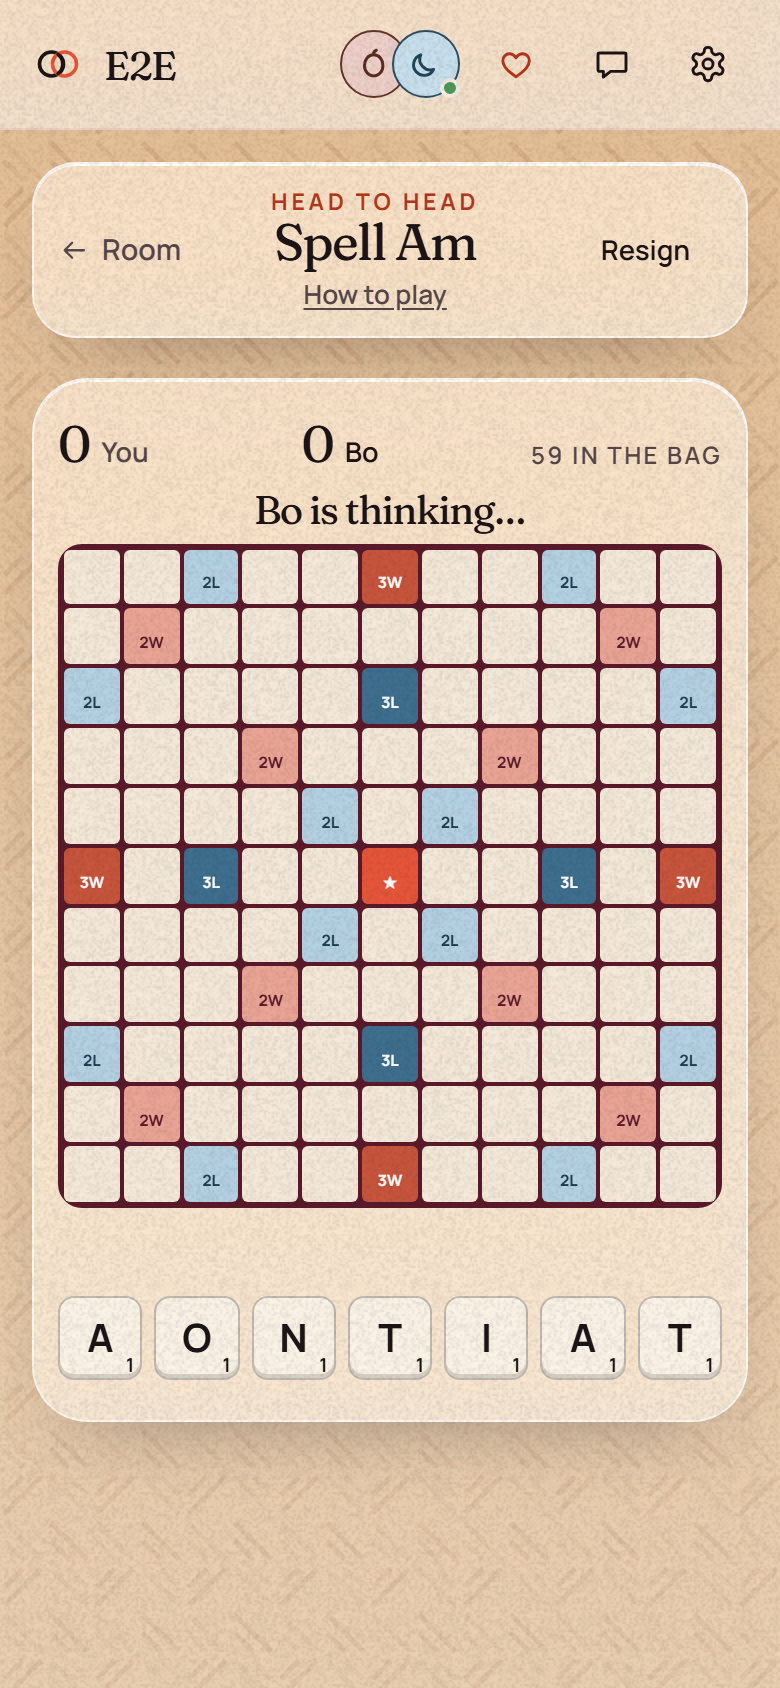 E2E
HEAD TO HEAD
← Room
Spell Am
Resign
How to play
0 You
0 Bo
59 IN THE BAG
Bo is thinking...
2L 3W 2L
2W 2W
2L 3L 2L
2W 2W
2L 2L
3W 3L ★ 3L 3W
2L 2L
2W 2W
2L 3L 2L
2W 2W
2L 3W 2L
A 1 O 1 N 1 T 1 I 1 A 1 T 1